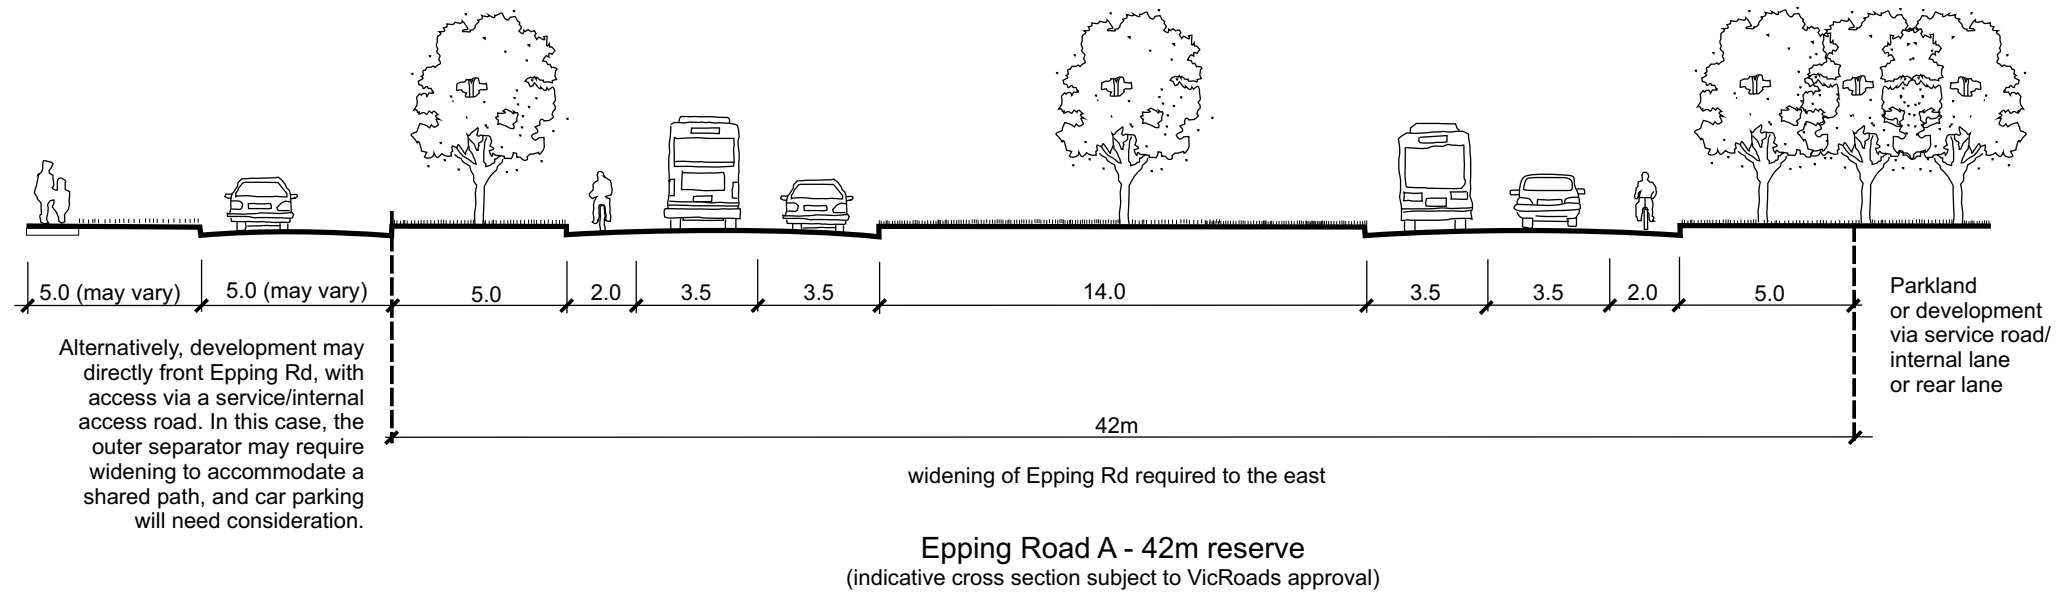 5.0 (may vary)
5.0 (may vary)
5.0
2.0
3.5
3.5
14.0
3.5
3.5
2.0
5.0
Parkland
or development
via service road/
internal lane
or rear lane
Alternatively, development may
directly front Epping Rd, with
access via a service/internal
access road. In this case, the
outer separator may require
widening to accommodate a
shared path, and car parking
will need consideration.
42m
widening of Epping Rd required to the east
Epping Road A - 42m reserve
(indicative cross section subject to VicRoads approval)